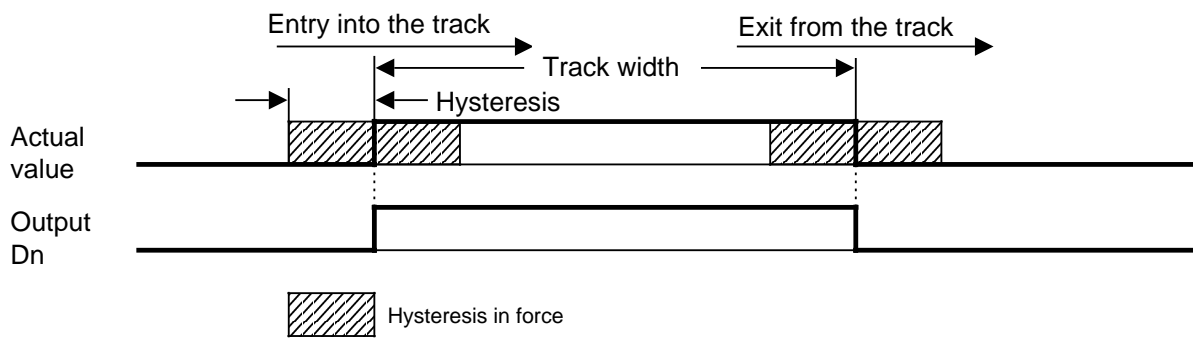 Entry into the track
Exit from the track
Track width
Hysteresis
Actual
value
Output
Dn
Hysteresis in force